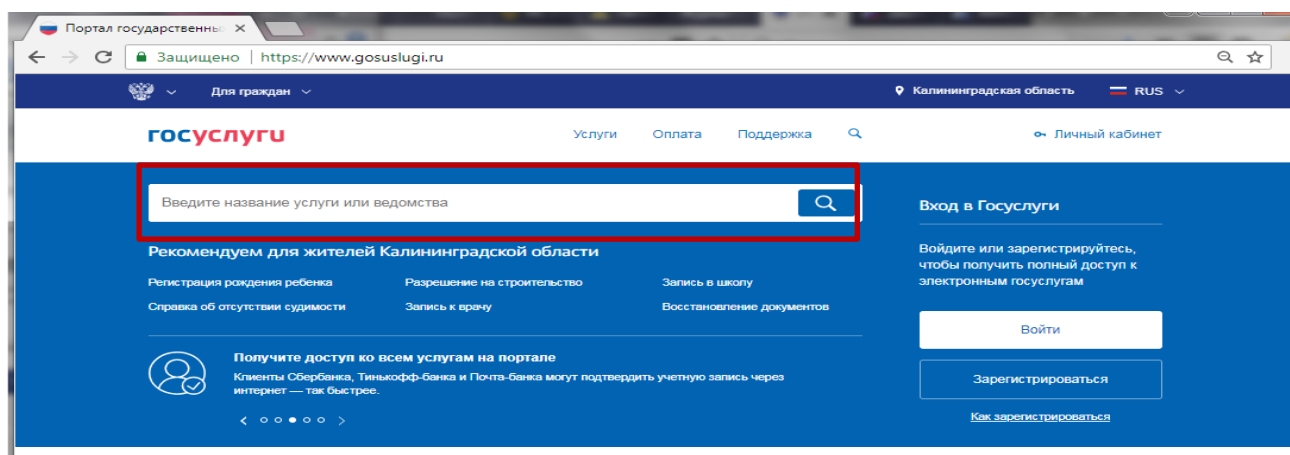 Портал государственны
Защищено | https://www.gosuslugi.ru
Для граждан
Калининградская область
RUS
госуслуги
Услуги
Оплата
Поддержка
Личный кабинет
Введите название услуги или ведомства
Рекомендуем для жителей Калининградской области
Регистрация рождения ребенка
Разрешение на строительство
Запись в школу
Справка об отсутствии судимости
Запись к врачу
Восстановление документов
Получите доступ ко всем услугам на портале
Клиенты Сбербанка, Тинькофф-банка и Почта-банка могут подтвердить учетную запись через
интернет — так быстрее.
Вход в Госуслуги
Войдите или зарегистрируйтесь,
чтобы получить полный доступ к
электронным госуслугам
Войти
Зарегистрироваться
Как зарегистрироваться